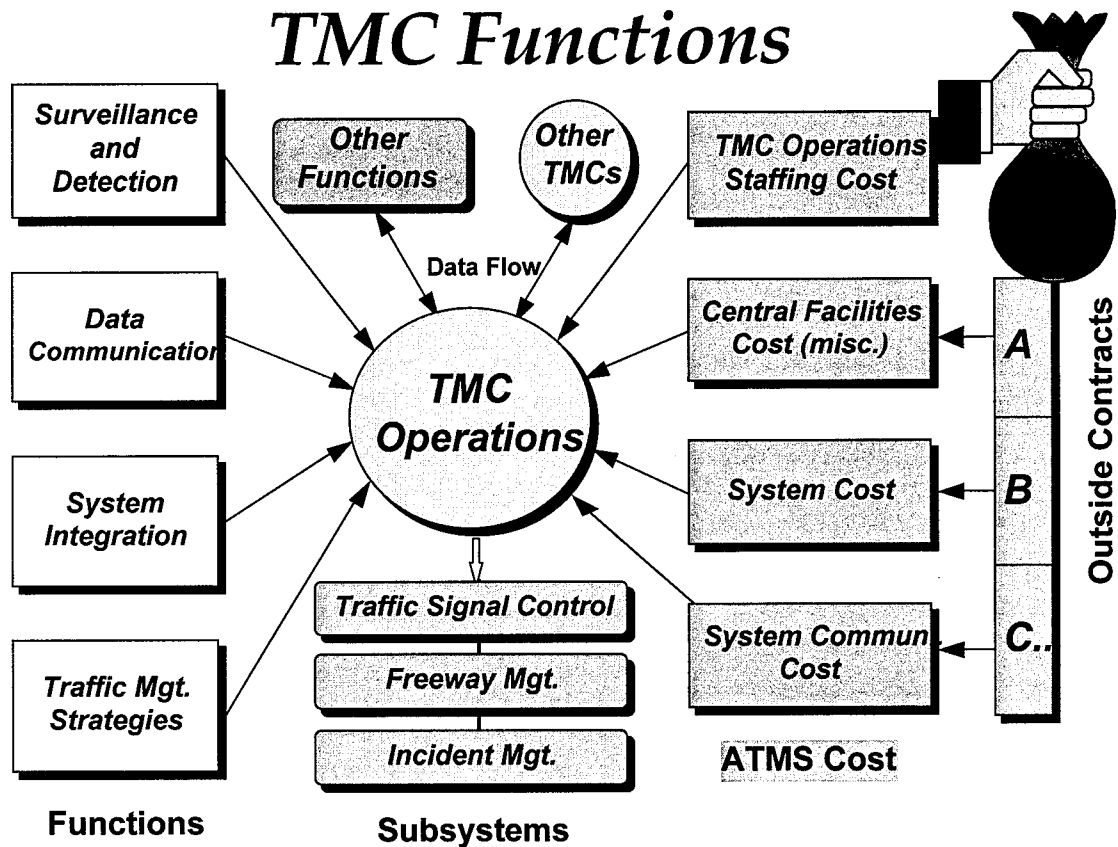 TMC Functions
Surveillance
and
Detection
Data
Communication
System
Integration
Traffic Mgt.
Strategies
Functions
Other
Functions
Other
TMCs
Data Flow
TMC
Operations
Traffic Signal Control
Freeway Mgt.
Incident Mgt.
Subsystems
TMC Operations
Staffing Cost
Central Facilities
Cost (misc.)
System Cost
System Commun.
Cost
ATMS Cost
A
B
C..
Outside Contracts